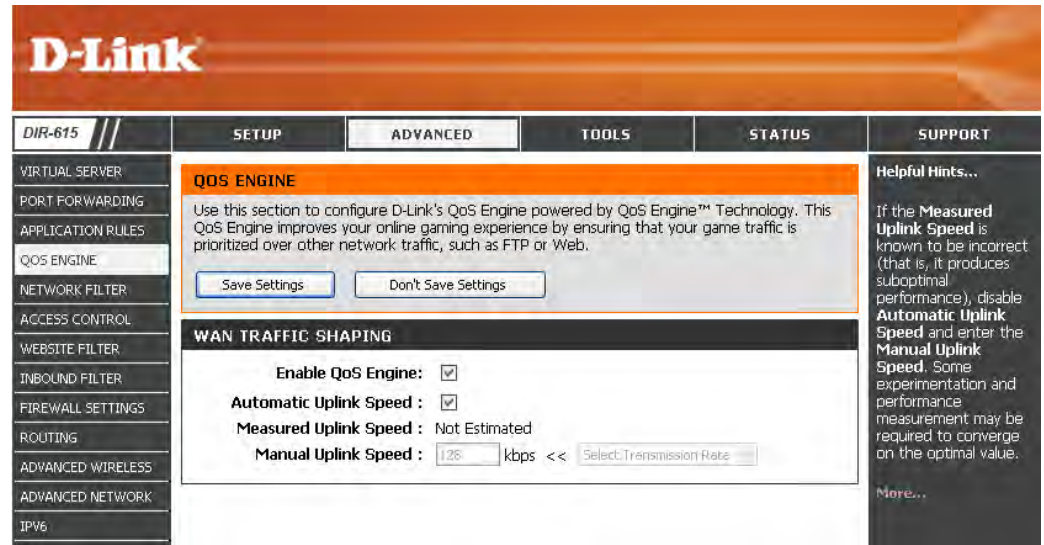 D-Link
DIR-615
SETUP
ADVANCED
TOOLS
STATUS
SUPPORT
VIRTUAL SERVER
PORT FORWARDING
APPLICATION RULES
QOS ENGINE
NETWORK FILTER
ACCESS CONTROL
WEBSITE FILTER
INBOUND FILTER
FIREWALL SETTINGS
ROUTING
ADVANCED WIRELESS
ADVANCED NETWORK
IPV6
QOS ENGINE
Use this section to configure D-Link's QoS Engine powered by QoS Engine™ Technology. This
QoS Engine improves your online gaming experience by ensuring that your game traffic is
prioritized over other network traffic, such as FTP or Web.
Save Settings
Don't Save Settings
WAN TRAFFIC SHAPING
Enable QoS Engine:
Automatic Uplink Speed :
Measured Uplink Speed : Not Estimated
Manual Uplink Speed : 128 kbps << Select Transmission Rate
Helpful Hints...
If the Measured
Uplink Speed is
known to be incorrect
(that is, it produces
suboptimal
performance), disable
Automatic Uplink
Speed and enter the
Manual Uplink
Speed. Some
experimentation and
performance
measurement may be
required to converge
on the optimal value.
More...